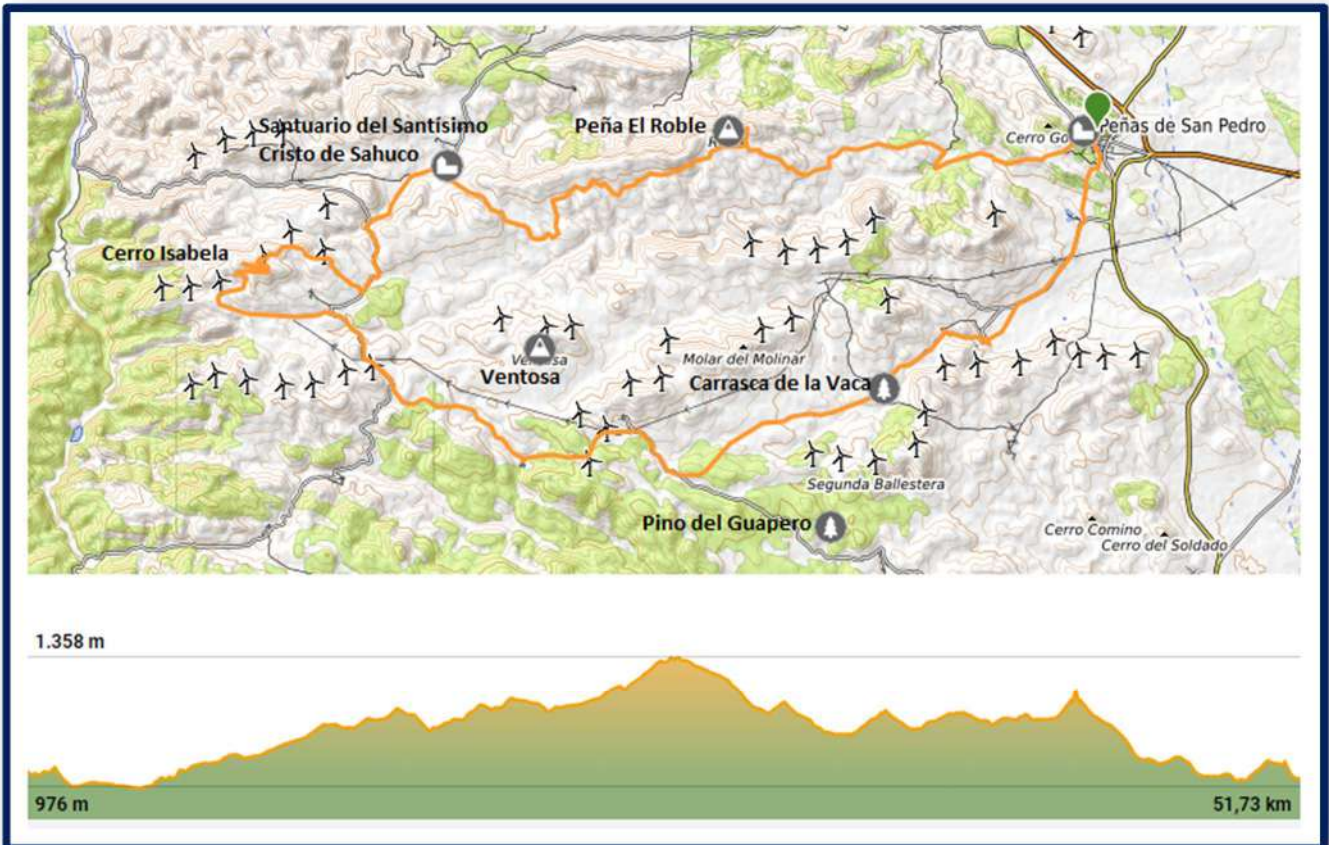 Santuario del Santísimo
Cristo de Sahuco
Peña El Roble
Cerro Go
Peñas de San Pedro
Cerro Isabela
Ventosa
Molar del Molinar
Carrasca de la Vaca
Segunda Ballestera
Pino del Guapero
Cerro Comino
Cerro del Soldado
1.358 m
976 m
51,73 km